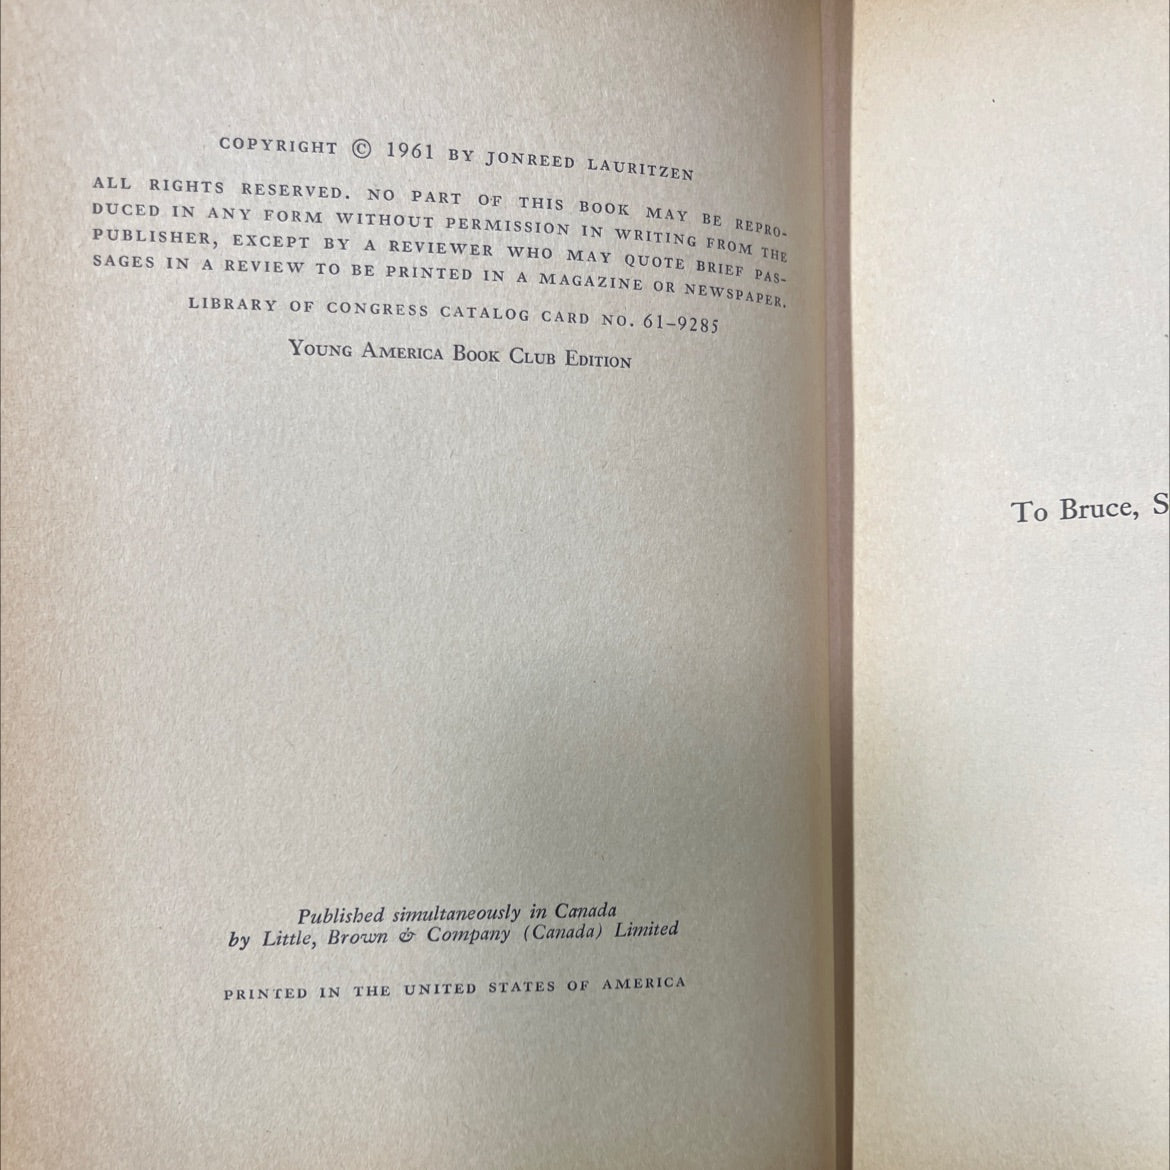 COPYRIGHT © 1961 BY JONREED LAURITZEN
ALL RIGHTS RESERVED. NO PART OF THIS BOOK MAY BE REPRO-
DUCED IN ANY FORM WITHOUT PERMISSION IN WRITING FROM THE
PUBLISHER, EXCEPT BY A REVIEWER WHO MAY QUOTE BRIEF PAS-
SAGES IN A REVIEW TO BE PRINTED IN A MAGAZINE OR NEWSPAPER.
LIBRARY OF CONGRESS CATALOG CARD NO. 61-9285
YOUNG AMERICA BOOK CLUB EDITION
Published simultaneously in Canada
by Little, Brown & Company (Canada) Limited
PRINTED IN THE UNITED STATES OF AMERICA
To Bruce, S